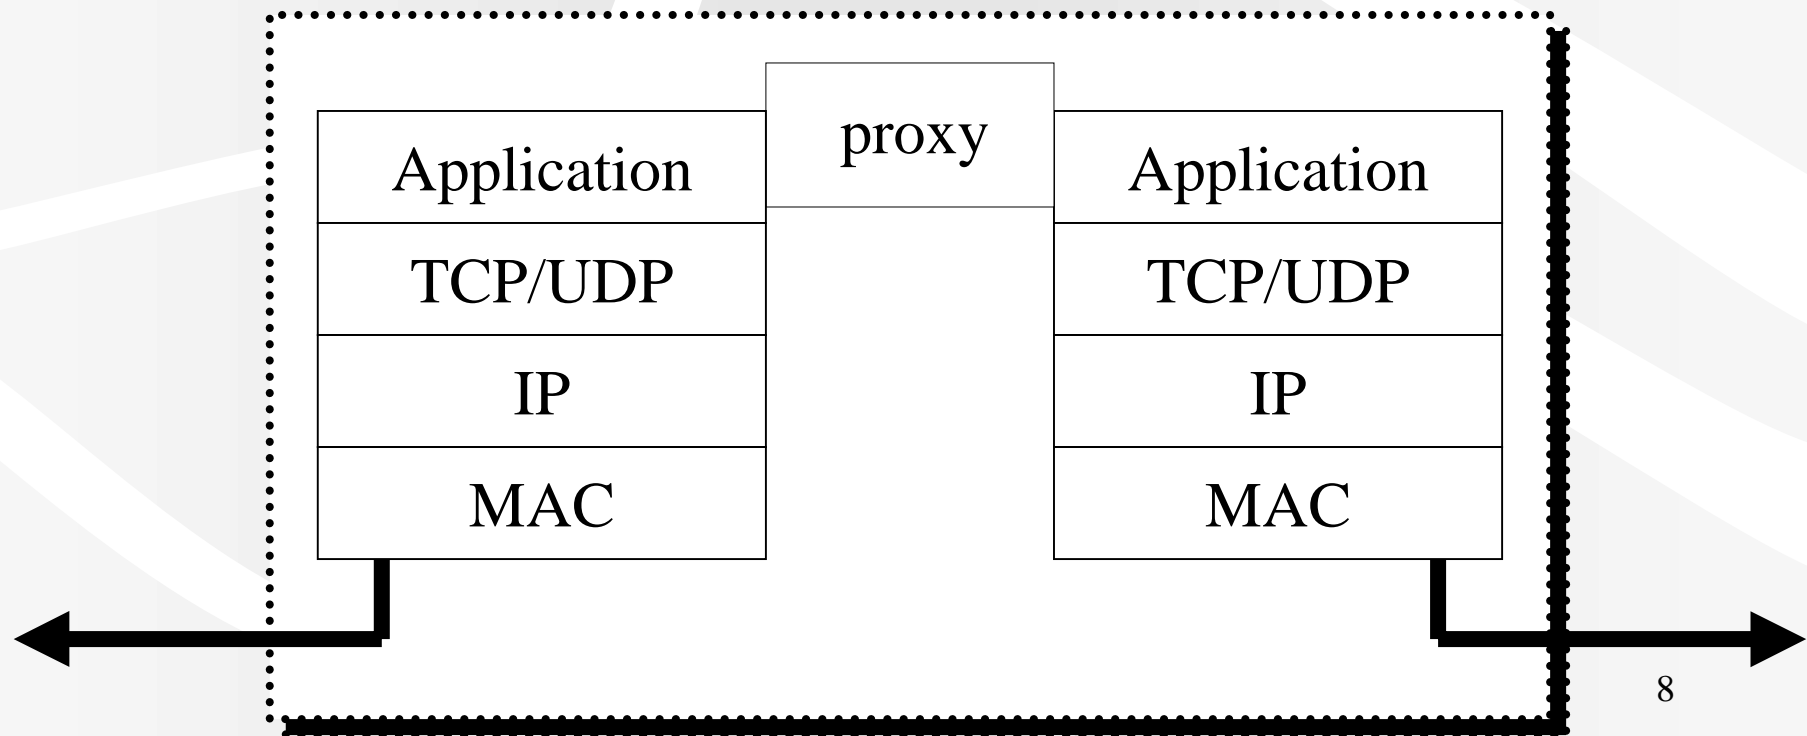 proxy
Application
Application
TCP/UDP
TCP/UDP
IP
IP
MAC
MAC
8